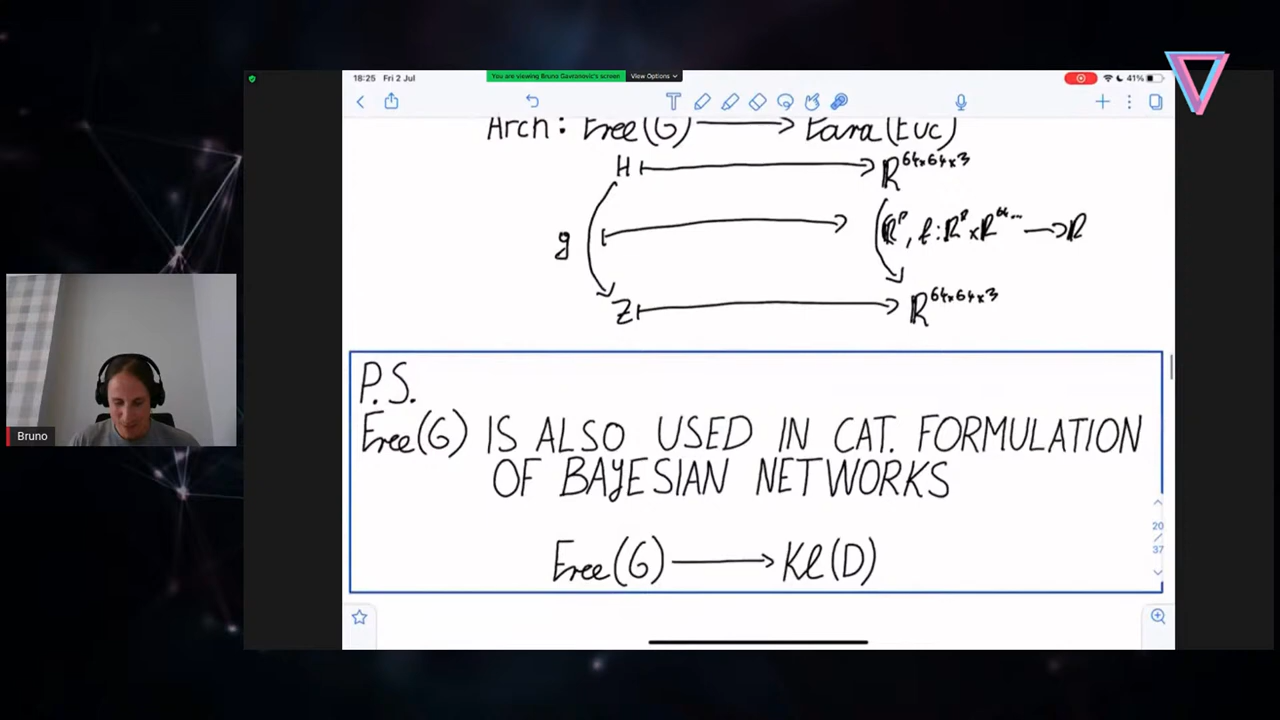 18:25 Fri 2 Jul
You are viewing Bruno Gavranovic's screen
View Options
41%
Arch: Free(G) → Para(Euc)
H ↦ R^64×64×3
g ↦ (R^p, f: R^p × R^64... → R
Z ↦ R^64×64×3
P.S.
Free(G) IS ALSO USED IN CAT. FORMULATION
OF BAYESIAN NETWORKS
Free(G) → Kl(D)
20
/
37
Bruno